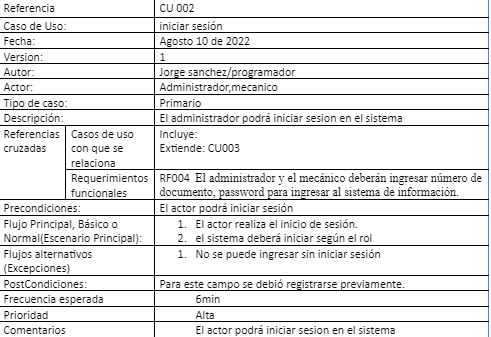 Referencia CU 002
Caso de Uso: iniciar sesión
Fecha: Agosto 10 de 2022
Version: 1
Autor: Jorge sanchez/programador
Actor: Administrador,mecanico
Tipo de caso: Primario
Descripción: El administrador podrá iniciar sesion en el sistema
Referencias cruzadas
Casos de uso con que se relaciona
Incluye:
Extiende: CU003
Requerimientos funcionales
RF004 El administrador y el mecánico deberán ingresar número de
documento, password para ingresar al sistema de información.
Precondiciones: El actor podrá iniciar sesión
Flujo Principal, Básico o
Normal(Escenario Principal):
1. El actor realiza el inicio de sesión.
2. el sistema deberá iniciar según el rol
Flujos alternativos
(Excepciones)
1. No se puede ingresar sin iniciar sesión
PostCondiciones: Para este campo se debió registrarse previamente.
Frecuencia esperada 6min
Prioridad Alta
Comentarios El actor podrá iniciar sesion en el sistema